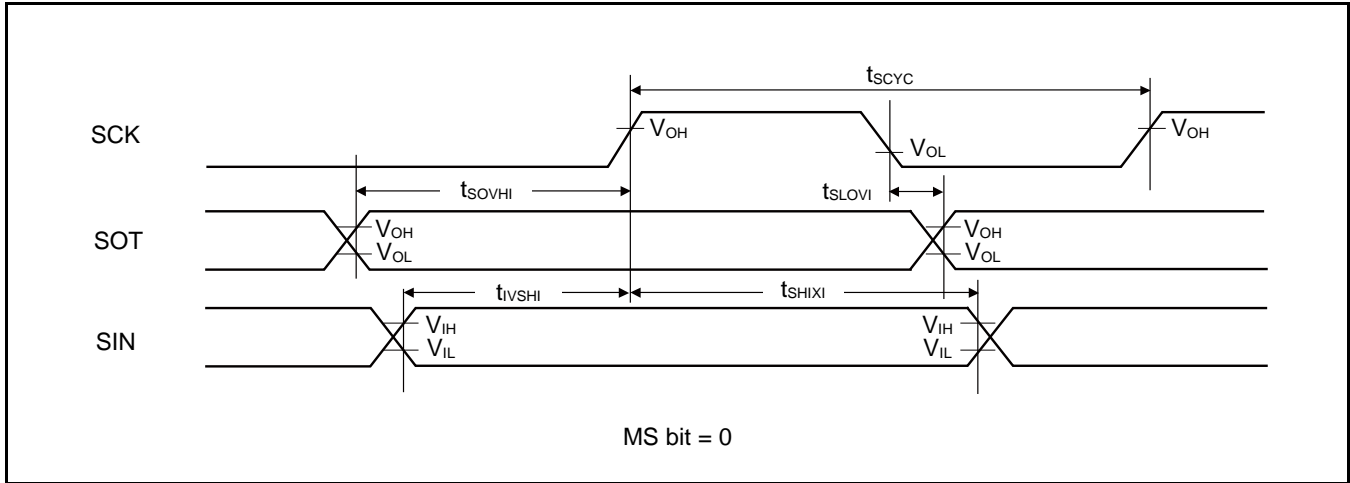 tSCYC
SCK
VOH
VOL
VOH
tSOVHI
tSLOVI
SOT
VOH
VOL
VOH
VOL
tIVSHI
tSHIXI
SIN
VIH
VIL
VIH
VIL
MS bit = 0